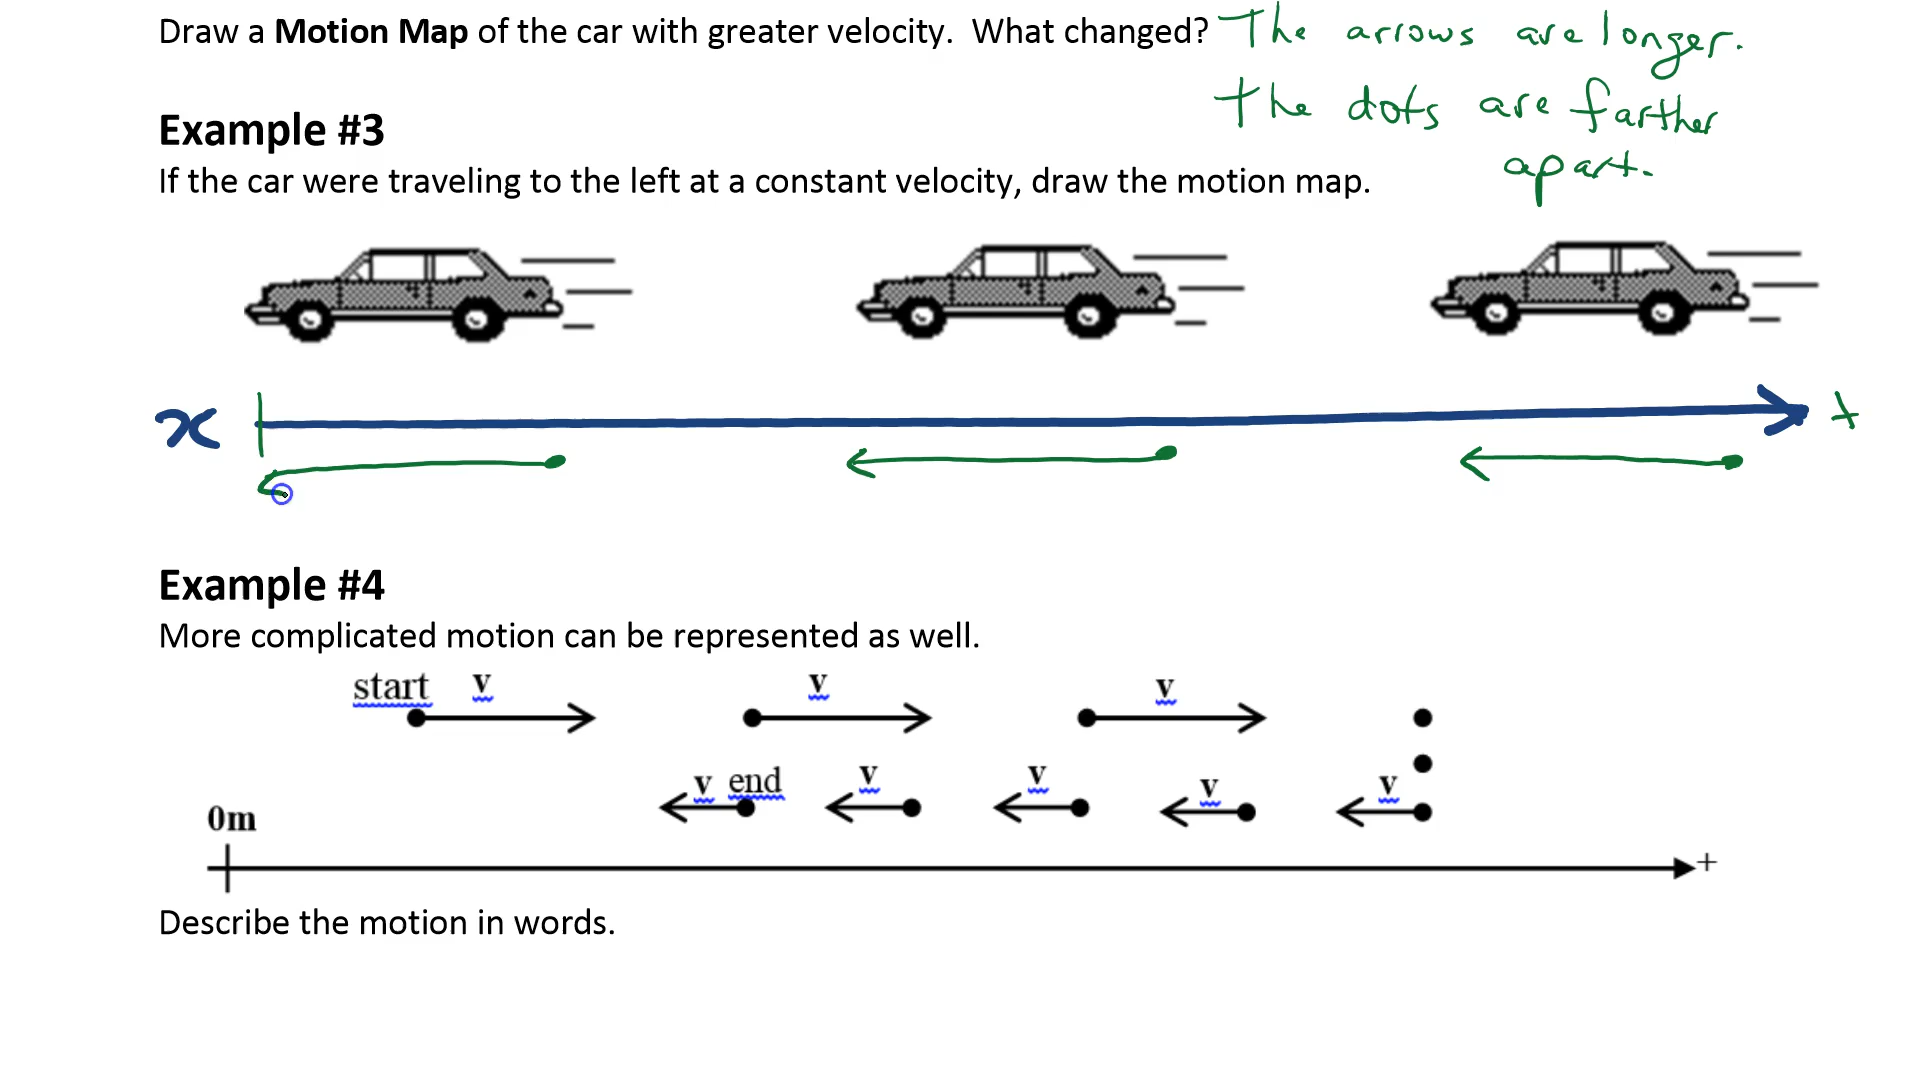 Draw a Motion Map of the car with greater velocity. What changed? The arrows are longer.
The dots are farther
apart.
Example #3
If the car were traveling to the left at a constant velocity, draw the motion map.
x +
Example #4
More complicated motion can be represented as well.
start v v v
v end v v v v
0m
+
Describe the motion in words.